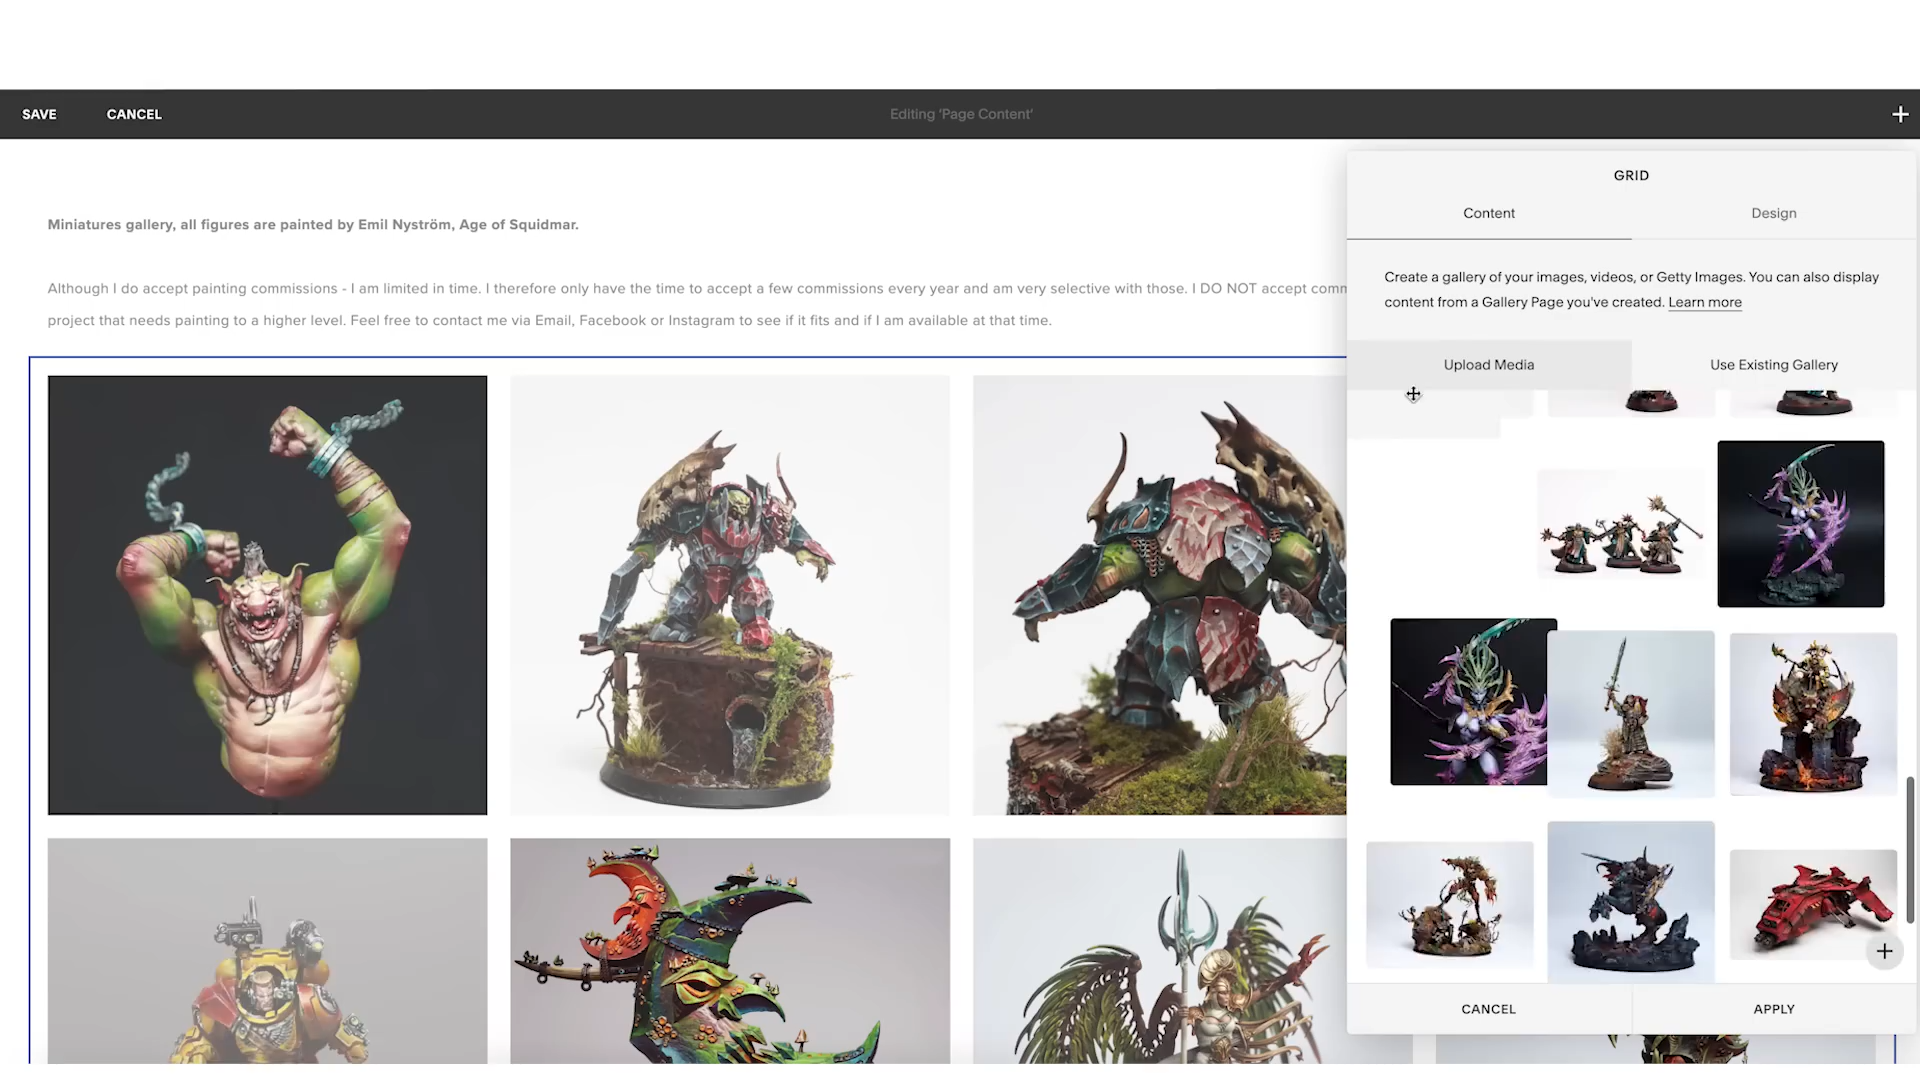 SAVE
CANCEL
Editing 'Page Content'
+
Miniatures gallery, all figures are painted by Emil Nyström, Age of Squidmar.
Although I do accept painting commissions - I am limited in time. I therefore only have the time to accept a few commissions every year and am very selective with those. I DO NOT accept
project that needs painting to a higher level. Feel free to contact me via Email, Facebook or Instagram to see if it fits and if I am available at that time.
GRID
Content
Design
Create a gallery of your images, videos, or Getty Images. You can also display
content from a Gallery Page you've created. Learn more
Upload Media
Use Existing Gallery
+
CANCEL
APPLY